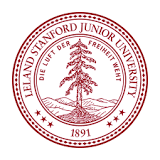 LELAND STANFORD JUNIOR UNIVERSITY
DIE LUFT DER FREIHEIT WEHT
1891